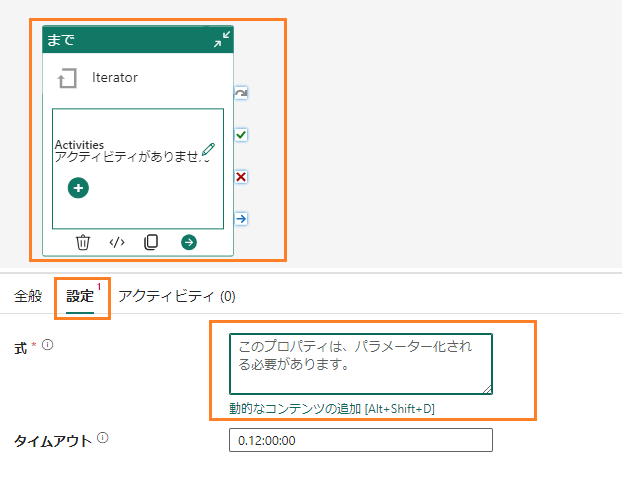 まで
Iterator
Activities
アクティビティがありません
全般
設定 1
アクティビティ (0)
式 *
このプロパティは、パラメーター化され
る必要があります。
動的なコンテンツの追加 [Alt+Shift+D]
タイムアウト
0.12:00:00